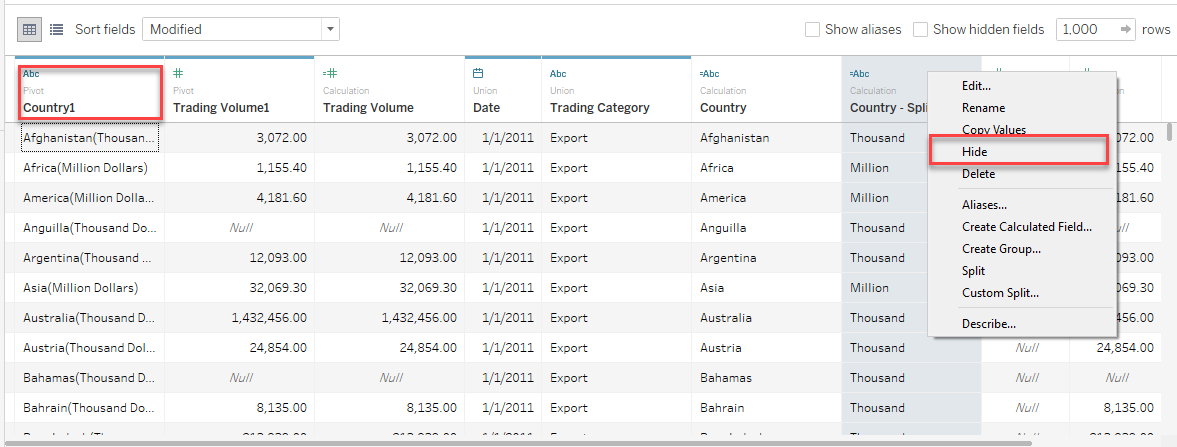 Sort fields Modified Show aliases Show hidden fields 1,000 rows
Abc # =# Abc =Abc =Abc
Pivot Pivot Calculation Union Union Calculation Calculation
Country1 Trading Volume1 Trading Volume Date Trading Category Country Country - Spli
Edit...
Rename
Copy Values
Hide
Delete
Aliases...
Create Calculated Field...
Create Group...
Split
Custom Split...
Describe...
Afghanistan(Thousan... 3,072.00 3,072.00 1/1/2011 Export Afghanistan Thousand 072.00
Africa(Million Dollars) 1,155.40 1,155.40 1/1/2011 Export Africa Million 155.40
America(Million Dolla... 4,181.60 4,181.60 1/1/2011 Export America Million 181.60
Anguilla(Thousand Do... Null Null 1/1/2011 Export Anguilla Thousand
Argentina(Thousand ... 12,093.00 12,093.00 1/1/2011 Export Argentina Thousand 093.00
Asia(Million Dollars) 32,069.30 32,069.30 1/1/2011 Export Asia Million 069.30
Australia(Thousand D... 1,432,456.00 1,432,456.00 1/1/2011 Export Australia Thousand 456.00
Austria(Thousand Dol... 24,854.00 24,854.00 1/1/2011 Export Austria Thousand Null 24,854.00
Bahamas(Thousand D... Null Null 1/1/2011 Export Bahamas Thousand Null Null
Bahrain(Thousand Do... 8,135.00 8,135.00 1/1/2011 Export Bahrain Thousand Null 8,135.00